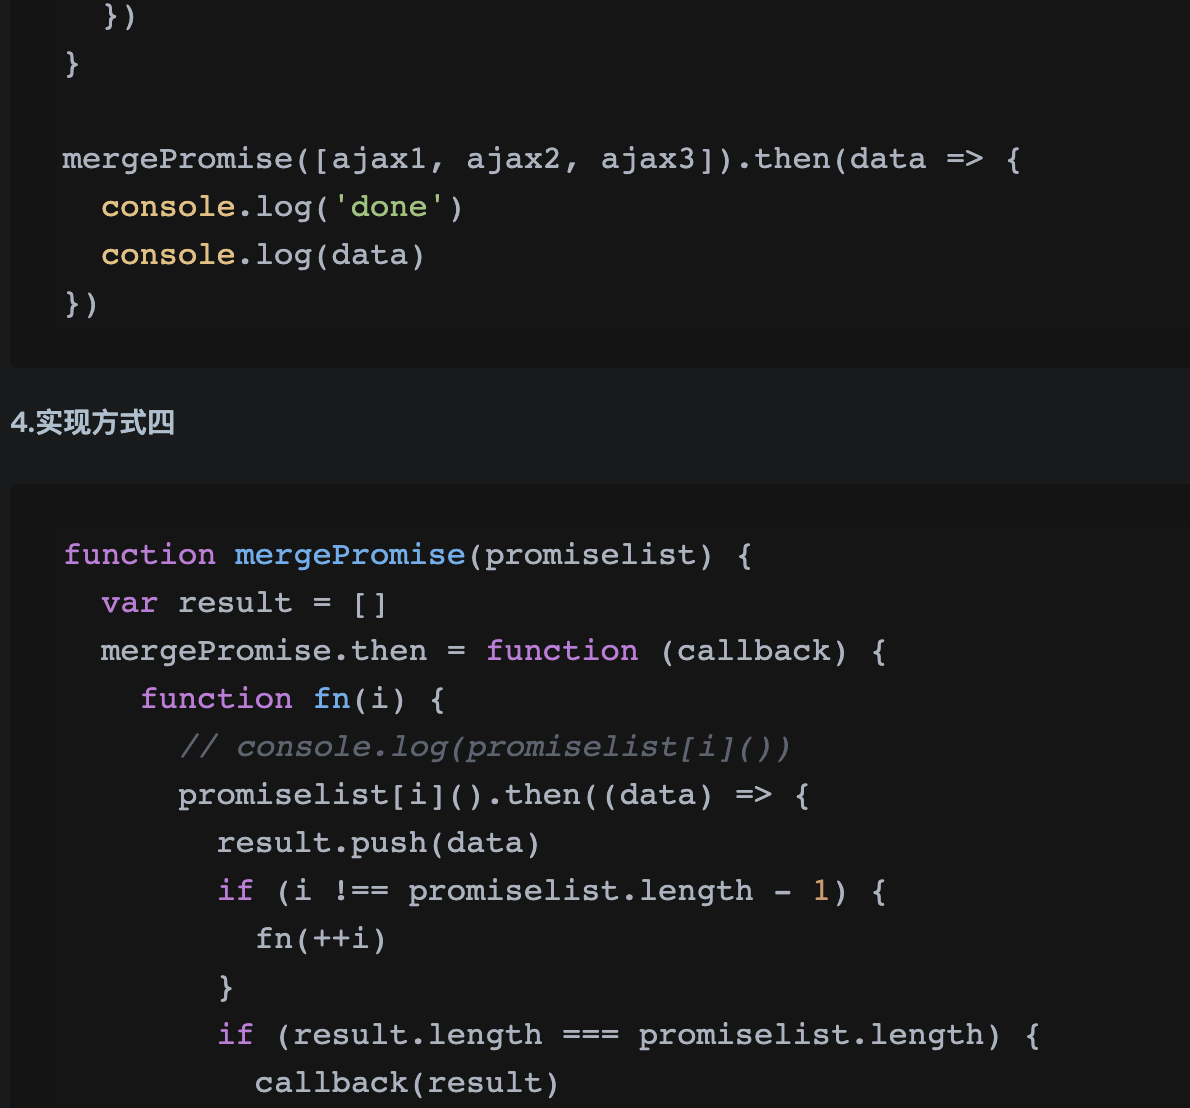 })
}
mergePromise([ajax1, ajax2, ajax3]).then(data => {
console.log('done')
console.log(data)
})
4.实现方式四
function mergePromise(promiselist) {
var result = []
mergePromise.then = function (callback) {
function fn(i) {
// console.log(promiselist[i]())
promiselist[i]().then((data) => {
result.push(data)
if (i !== promiselist.length - 1) {
fn(++i)
}
if (result.length === promiselist.length) {
callback(result)